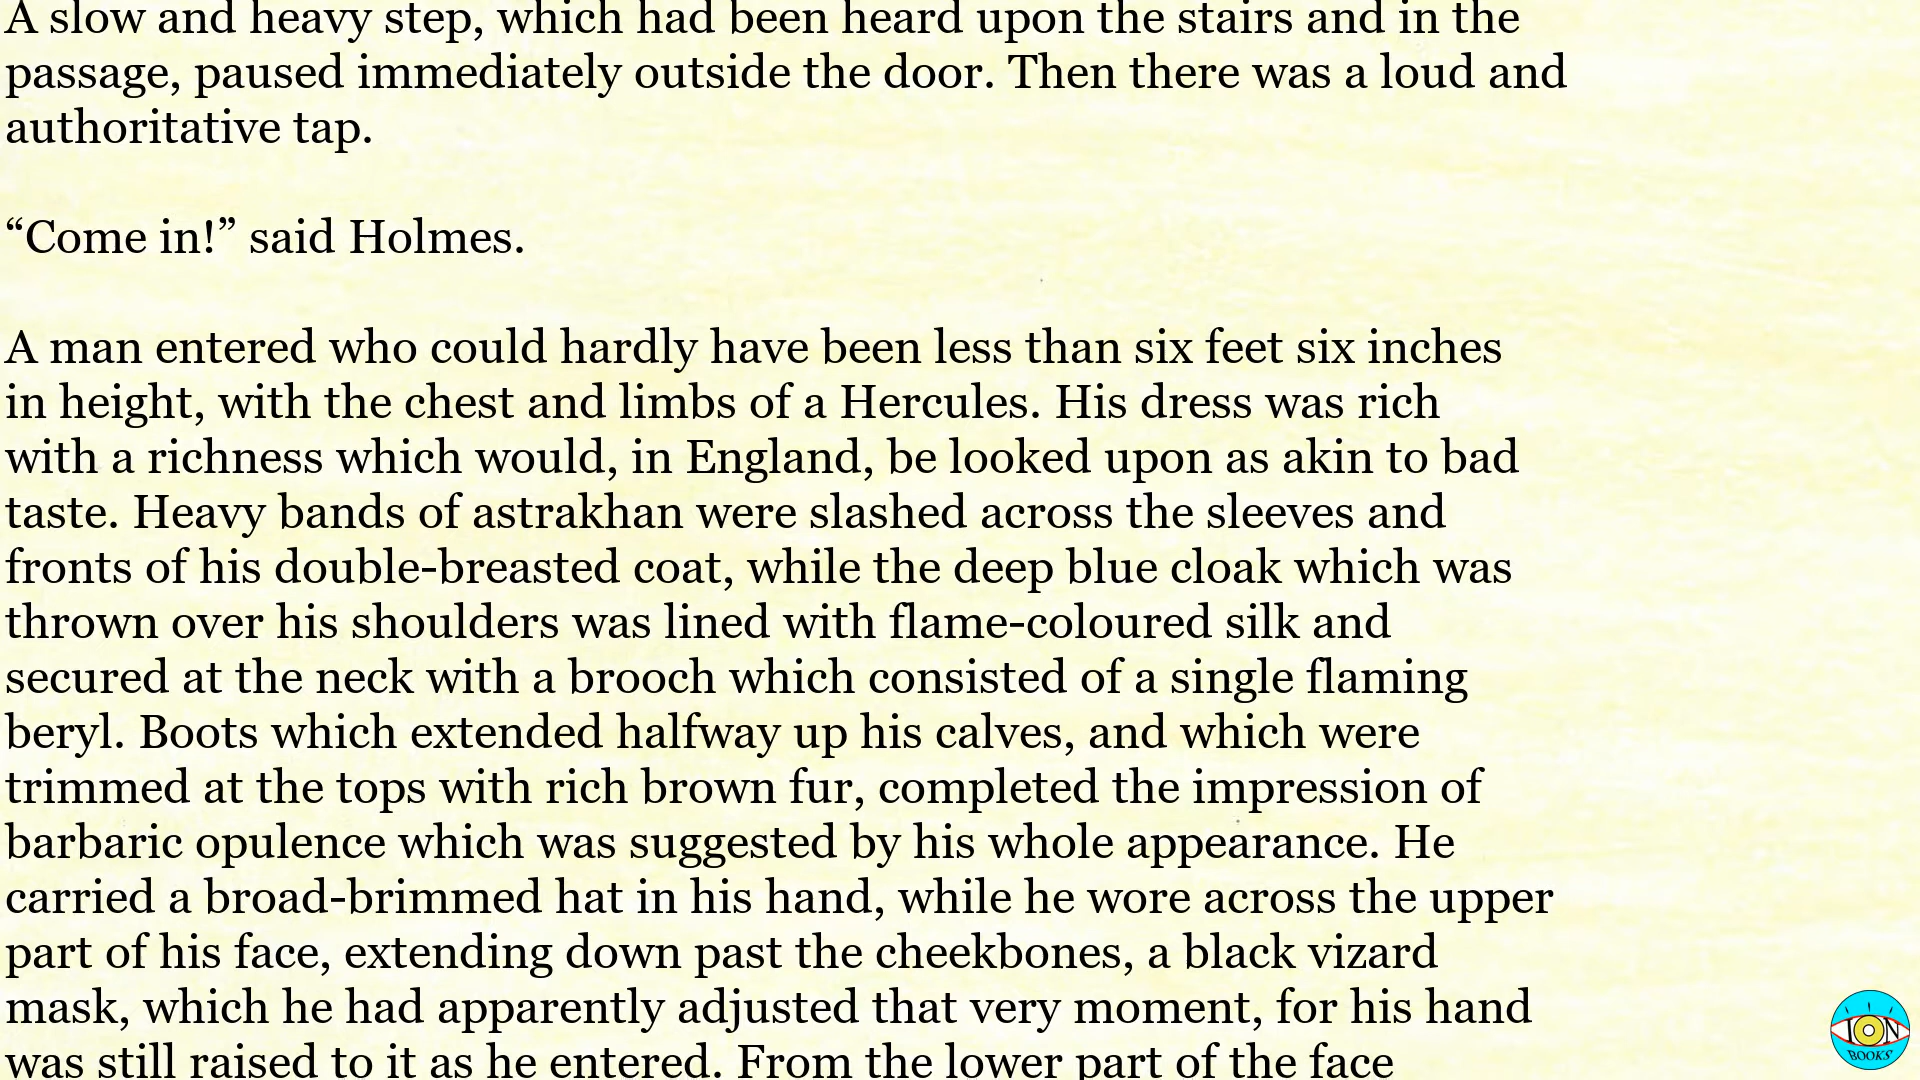 A slow and heavy step, which had been heard upon the stairs and in the
passage, paused immediately outside the door. Then there was a loud and
authoritative tap.
“Come in!” said Holmes.
A man entered who could hardly have been less than six feet six inches
in height, with the chest and limbs of a Hercules. His dress was rich
with a richness which would, in England, be looked upon as akin to bad
taste. Heavy bands of astrakhan were slashed across the sleeves and
fronts of his double-breasted coat, while the deep blue cloak which was
thrown over his shoulders was lined with flame-coloured silk and
secured at the neck with a brooch which consisted of a single flaming
beryl. Boots which extended halfway up his calves, and which were
trimmed at the tops with rich brown fur, completed the impression of
barbaric opulence which was suggested by his whole appearance. He
carried a broad-brimmed hat in his hand, while he wore across the upper
part of his face, extending down past the cheekbones, a black vizard
mask, which he had apparently adjusted that very moment, for his hand
was still raised to it as he entered. From the lower part of the face
ION
BOOKS